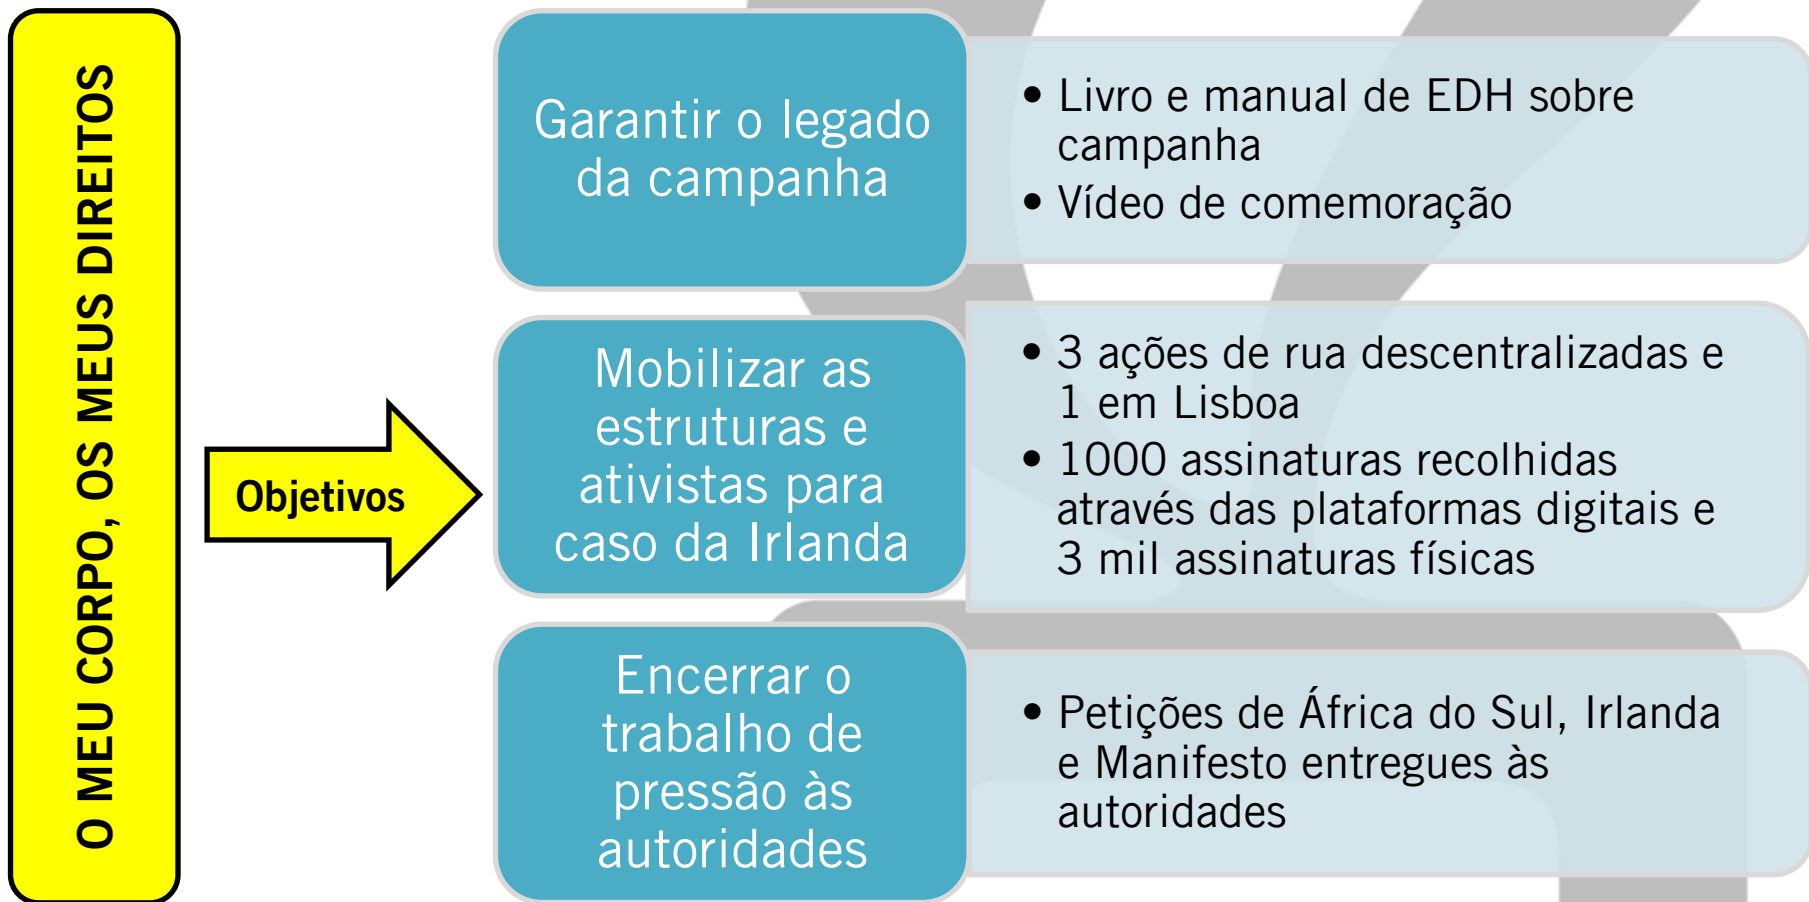 O MEU CORPO, OS MEUS DIREITOS
Objetivos
Garantir o legado
da campanha
• Livro e manual de EDH sobre
campanha
• Vídeo de comemoração
Mobilizar as
estruturas e
ativistas para
caso da Irlanda
• 3 ações de rua descentralizadas e
1 em Lisboa
• 1000 assinaturas recolhidas
através das plataformas digitais e
3 mil assinaturas físicas
Encerrar o
trabalho de
pressão às
autoridades
• Petições de África do Sul, Irlanda
e Manifesto entregues às
autoridades